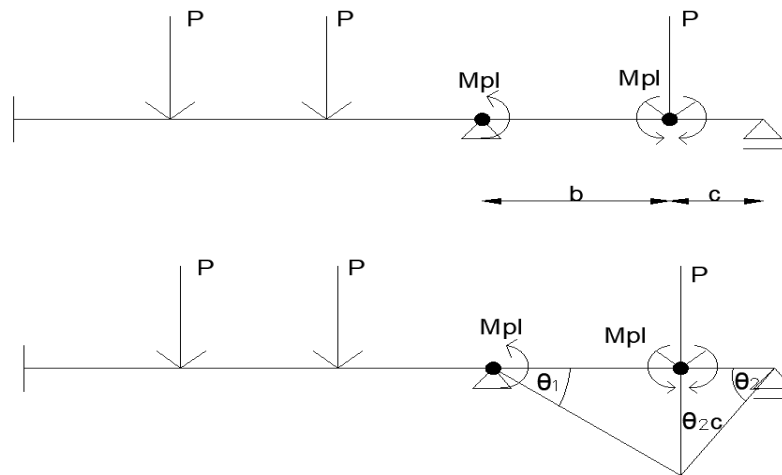 P P P
Mpl Mpl
b c
P P P
Mpl Mpl
θ1 θ2
θ2c